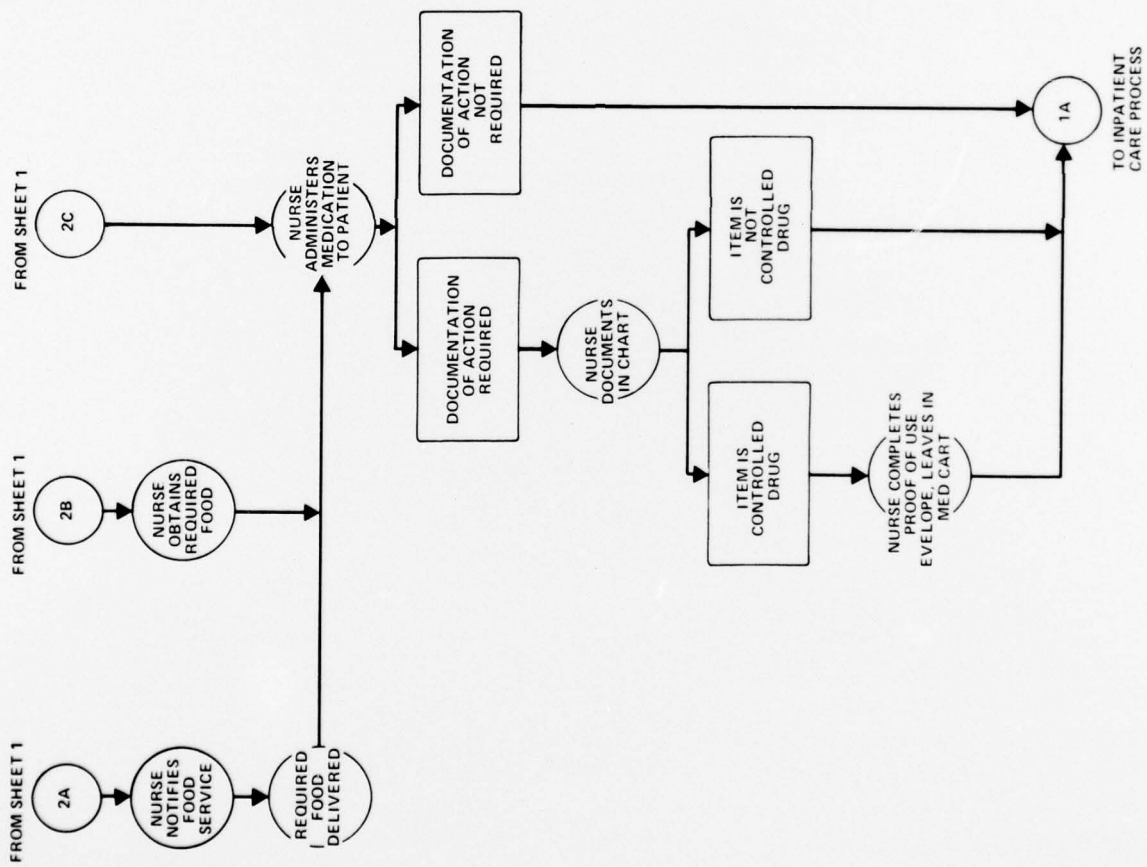 FROM SHEET 1
2A
NURSE
NOTIFIES
FOOD
SERVICE
REQUIRED
FOOD
DELIVERED
FROM SHEET 1
2B
NURSE
OBTAINS
REQUIRED
FOOD
FROM SHEET 1
2C
NURSE
ADMINISTERS
MEDICATION
TO PATIENT
DOCUMENTATION
OF ACTION
REQUIRED
DOCUMENTATION
OF ACTION
NOT
REQUIRED
NURSE
DOCUMENTS
IN CHART
ITEM IS
CONTROLLED
DRUG
ITEM IS
NOT
CONTROLLED
DRUG
NURSE COMPLETES
PROOF OF USE
EVELOPE, LEAVES IN
MED CART
1A
TO INPATIENT
CARE PROCESS